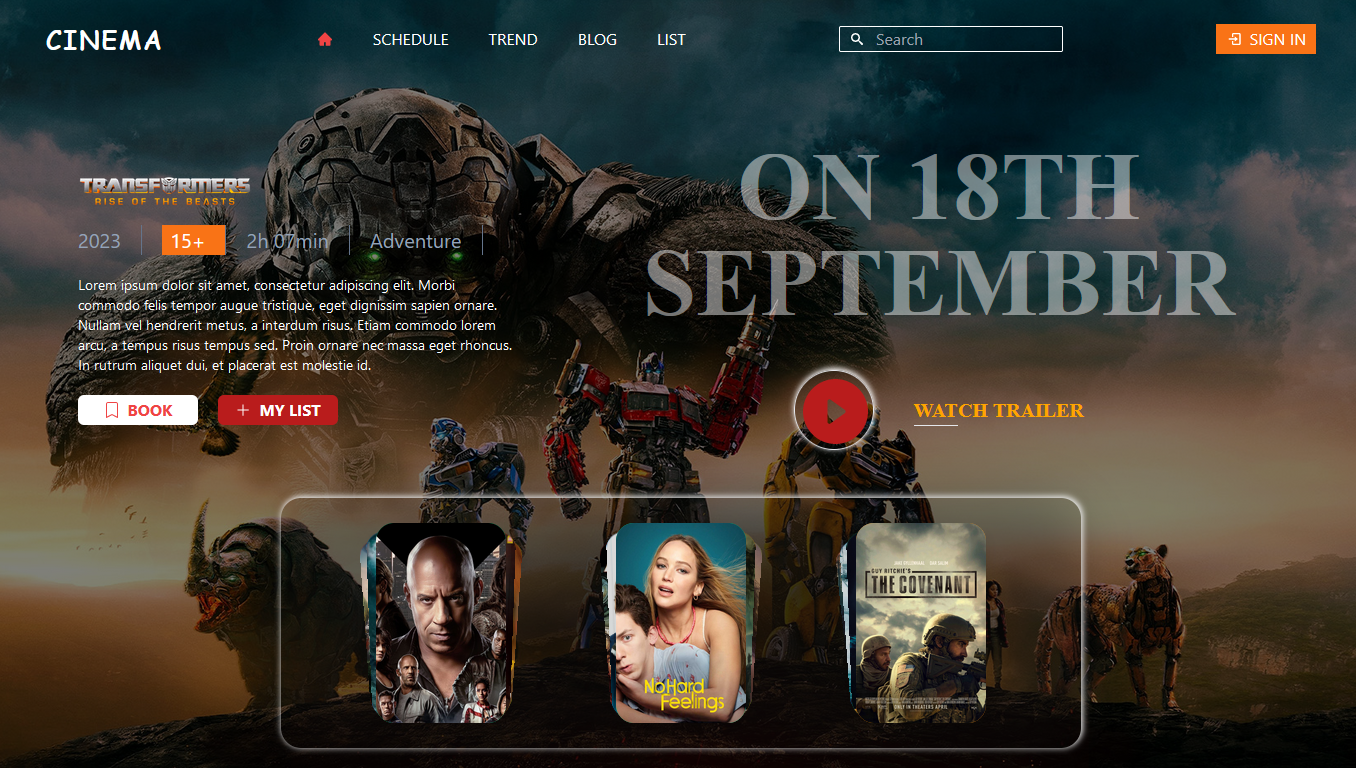 CINEMA
SCHEDULE
TREND
BLOG
LIST
Search
SIGN IN
TRANSFORMERS
RISE OF THE BEASTS
2023
15+
2h 07min
Adventure
Lorem ipsum dolor sit amet, consectetur adipiscing elit. Morbi
commodo felis tempor augue tristique, eget dignissim sapien ornare.
Nullam vel hendrerit metus, a interdum risus. Etiam commodo lorem
arcu, a tempus risus tempus sed. Proin ornare nec massa eget rhoncus.
In rutrum aliquet dui, et placerat est molestie id.
BOOK
MY LIST
ON 18TH
SEPTEMBER
WATCH TRAILER
No Hard
Feelings
GUY RITCHIE'S
THE COVENANT
ONLY IN THEATERS APRIL